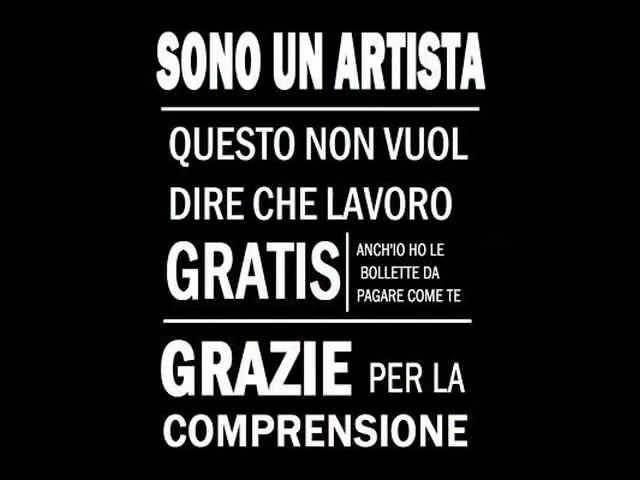 SONO UN ARTISTA
QUESTO NON VUOL
DIRE CHE LAVORO
GRATIS
ANCH'IO HO LE
BOLLETTE DA
PAGARE COME TE
GRAZIE PER LA
COMPRENSIONE